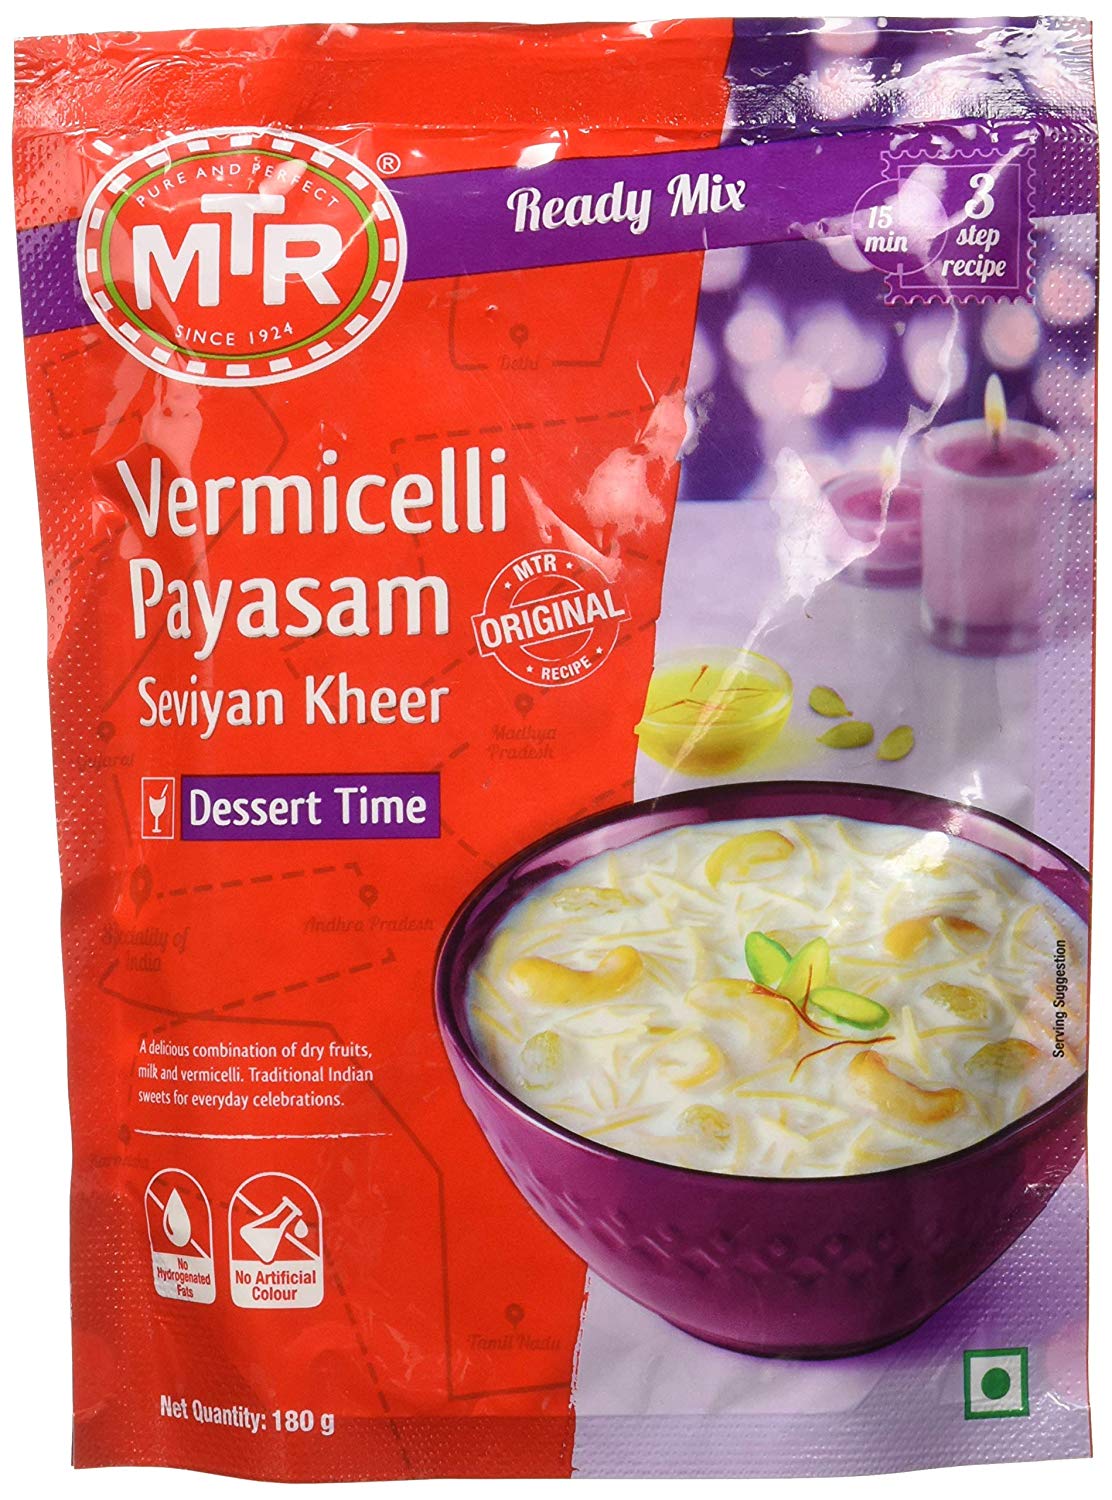 PURE AND PERFECT
MTR
®
SINCE 1924
Ready Mix
15
min
3
step
recipe
Delhi
Vermicelli
Payasam
MTR
ORIGINAL
RECIPE
Seviyan Kheer
Madhya
Pradesh
Gujarat
Dessert Time
Andhra Pradesh
Speciality of
India
Serving Suggestion
A delicious combination of dry fruits,
milk and vermicelli. Traditional Indian
sweets for everyday celebrations.
Karnataka
No
Hydrogenated
Fats
No Artificial
Colour
Tamil Nadu
Net Quantity: 180 g